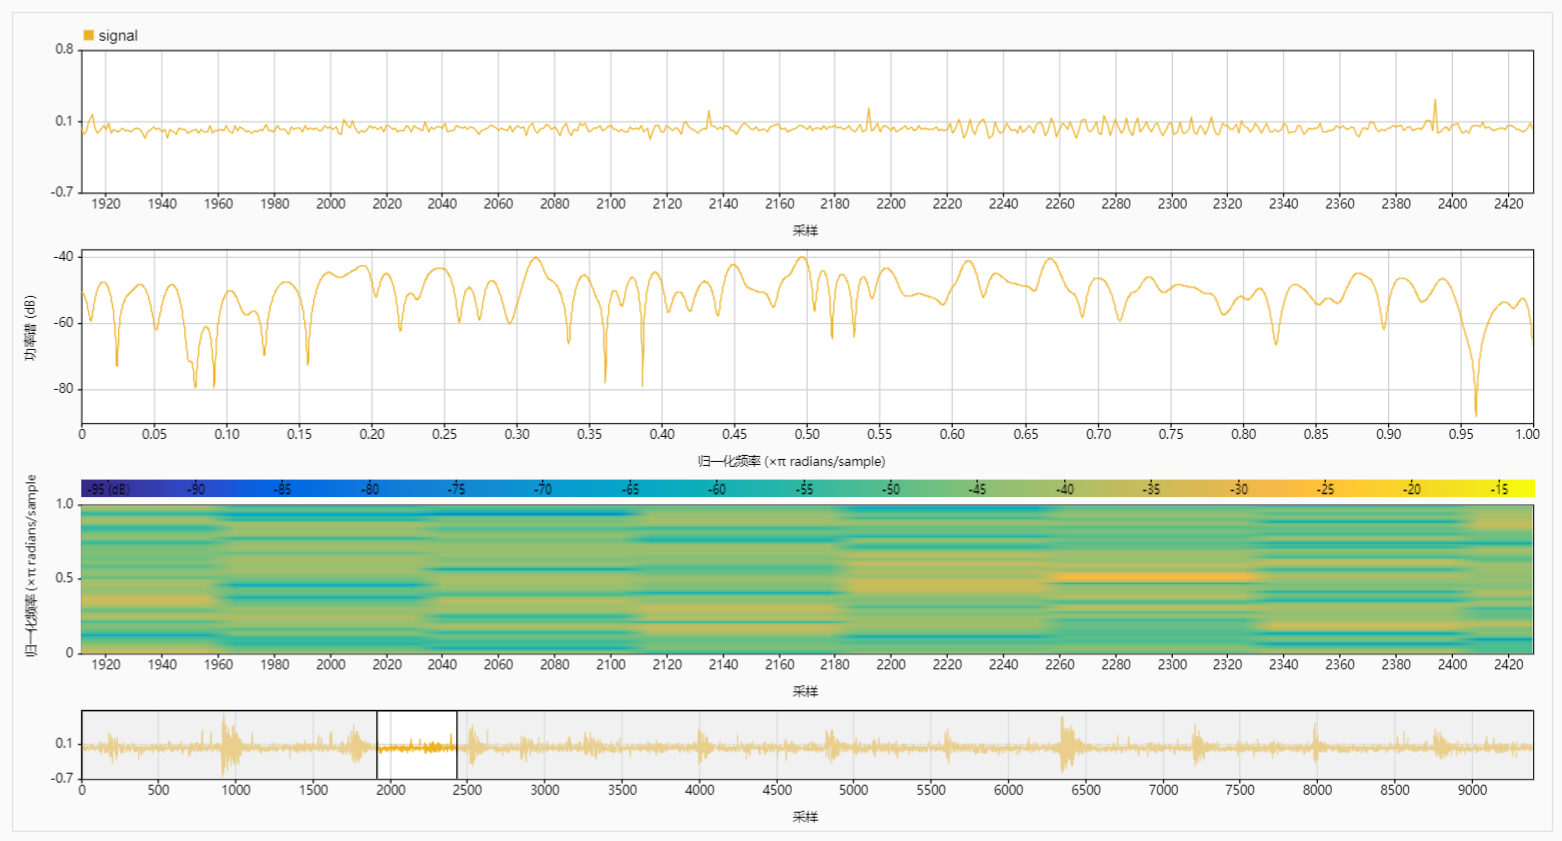 signal
0.8
0.1
-0.7
1920 1940 1960 1980 2000 2020 2040 2060 2080 2100 2120 2140 2160 2180 2200 2220 2240 2260 2280 2300 2320 2340 2360 2380 2400 2420
采样
功率谱 (dB)
-40
-60
-80
0 0.05 0.10 0.15 0.20 0.25 0.30 0.35 0.40 0.45 0.50 0.55 0.60 0.65 0.70 0.75 0.80 0.85 0.90 0.95 1.00
归一化频率 (×π radians/sample)
-95 (dB) -90 -85 -80 -75 -70 -65 -60 -55 -50 -45 -40 -35 -30 -25 -20 -15
归一化频率 (×π radians/sample
1.0
0.5
0
1920 1940 1960 1980 2000 2020 2040 2060 2080 2100 2120 2140 2160 2180 2200 2220 2240 2260 2280 2300 2320 2340 2360 2380 2400 2420
采样
0.1
-0.7
0 500 1000 1500 2000 2500 3000 3500 4000 4500 5000 5500 6000 6500 7000 7500 8000 8500 9000
采样